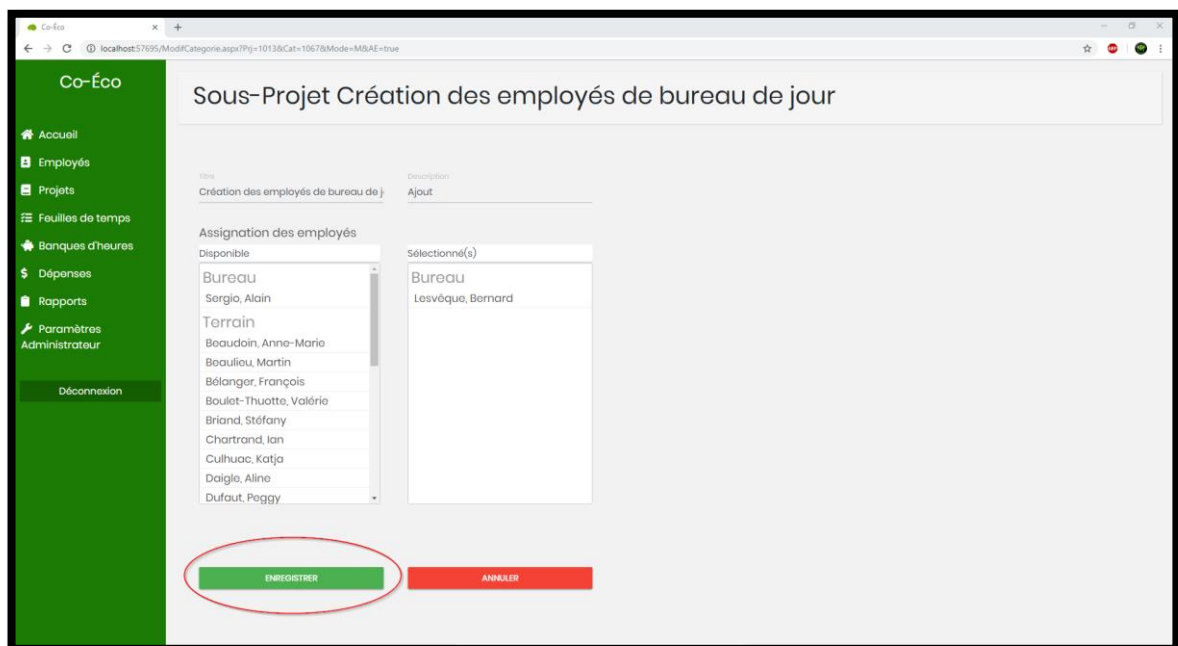 Co-Éco
localhost:57695/ModifCategorie.aspx?Prj=1013&Cat=1067&Mode=M&AE=true
Co-Éco
Accueil
Employés
Projets
Feuilles de temps
Banques d'heures
Dépenses
Rapports
Paramètres
Administrateur
Déconnexion
Sous-Projet Création des employés de bureau de jour
Titre
Description
Création des employés de bureau de j
Ajout
Assignation des employés
Disponible
Bureau
Sergio, Alain
Terrain
Beaudoin, Anne-Marie
Beaulieu, Martin
Bélanger, François
Boulet-Thuotte, Valérie
Briand, Stéfany
Chartrand, Ian
Culhuac, Katja
Daigle, Aline
Dufaut, Peggy
Sélectionné(s)
Bureau
Lesvêque, Bernard
ENREGISTRER
ANNULER